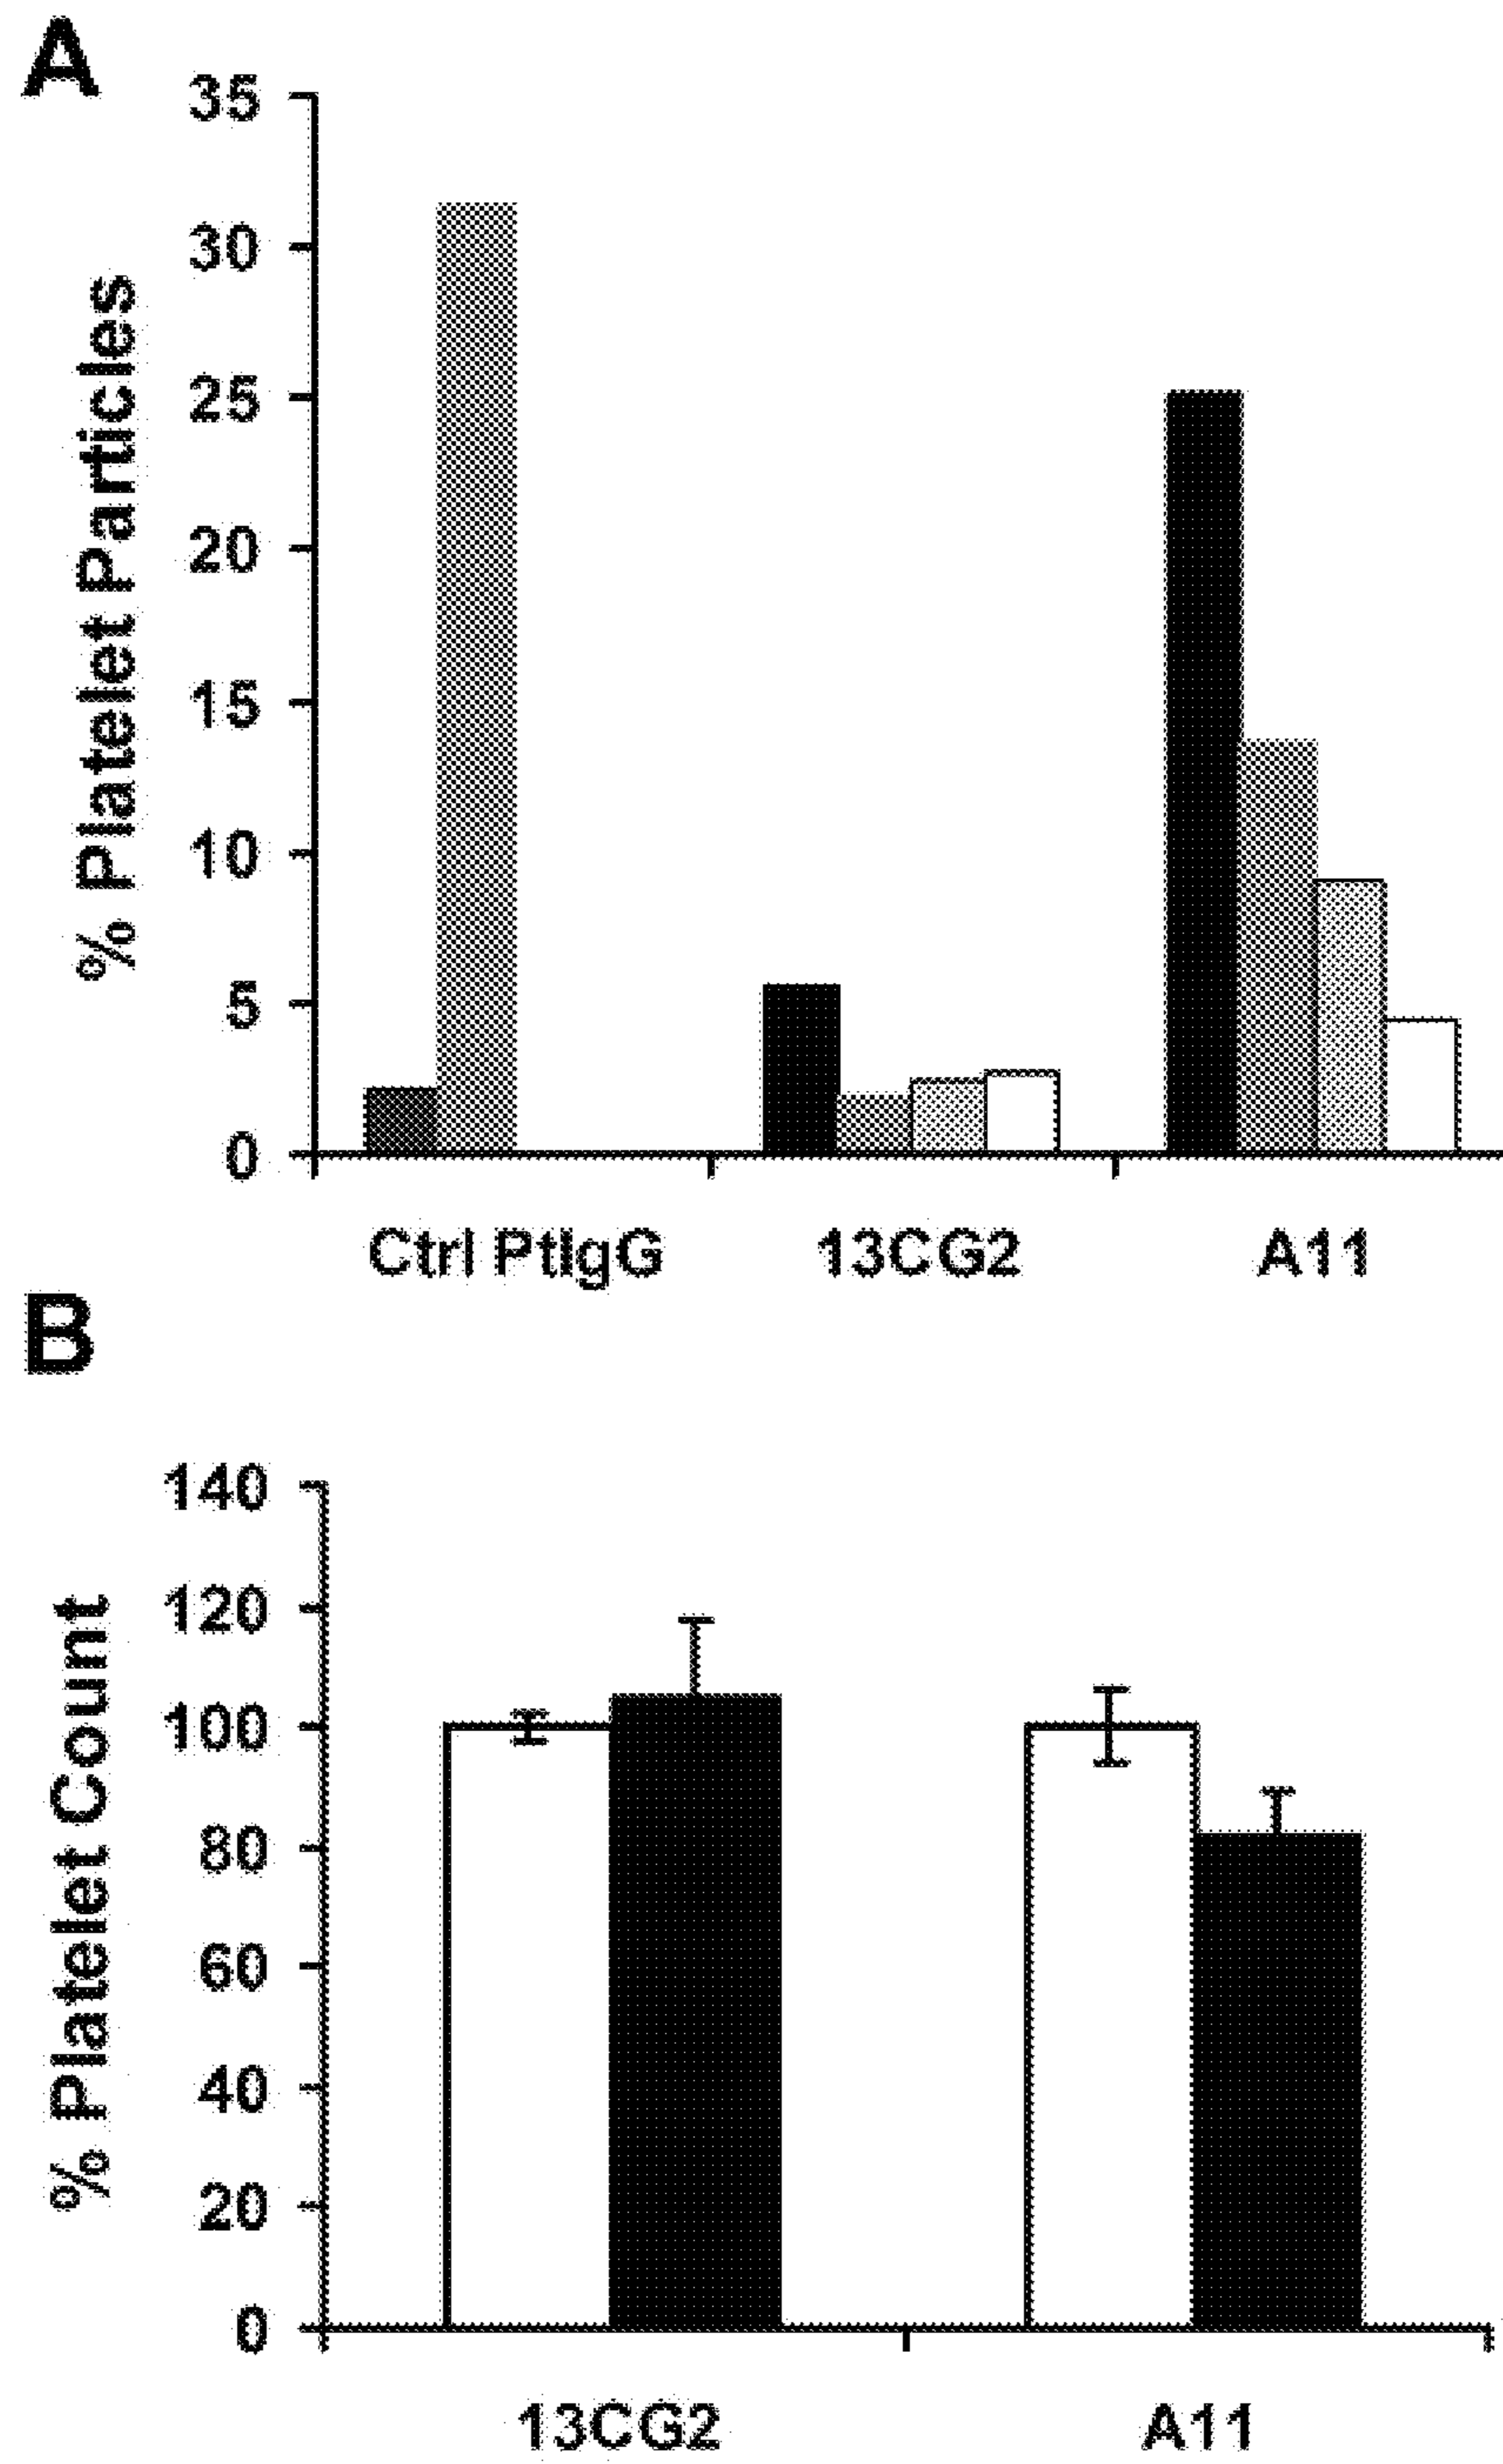 A
35
30
25
20
15
10
5
0
% Platelet Particles
Ctrl PtIgG 13CG2 A11
B
140
120
100
80
60
40
20
0
% Platelet Count
13CG2 A11